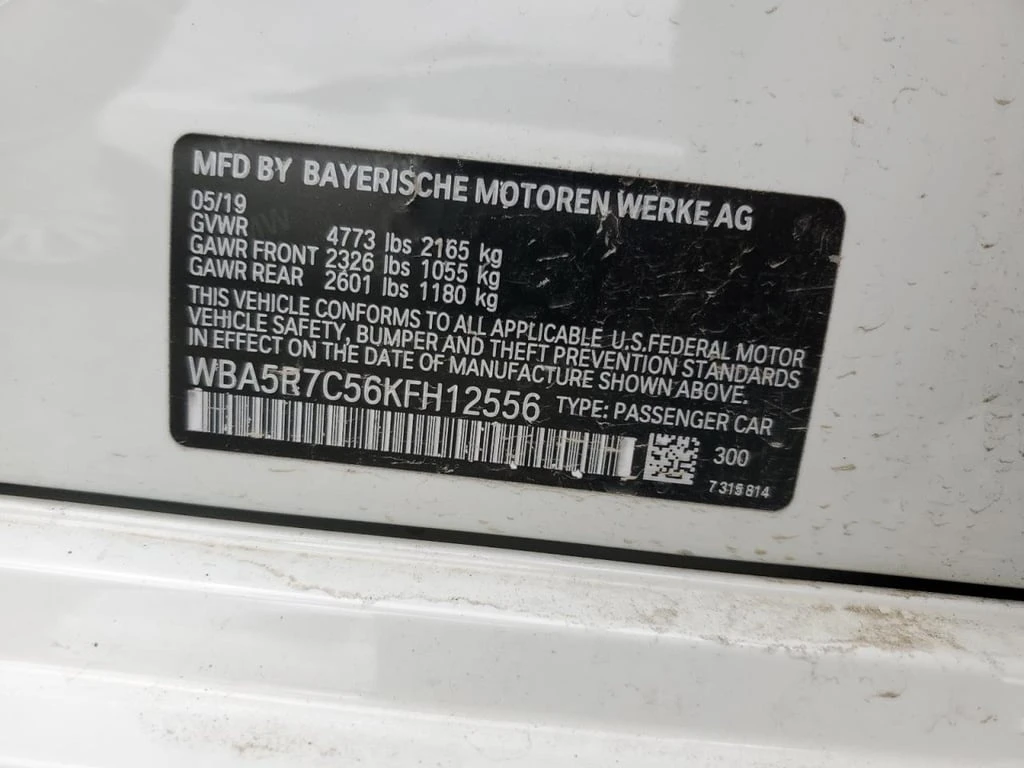 MFD BY BAYERISCHE MOTOREN WERKE AG
05/19
GVWR 4773 lbs 2165 kg
GAWR FRONT 2326 lbs 1055 kg
GAWR REAR 2601 lbs 1180 kg
THIS VEHICLE CONFORMS TO ALL APPLICABLE U.S.FEDERAL MOTOR
VEHICLE SAFETY, BUMPER AND THEFT PREVENTION STANDARDS
IN EFFECT ON THE DATE OF MANUFACTURE SHOWN ABOVE.
WBA5R7C56KFH12556 TYPE: PASSENGER CAR
300
7 315 814